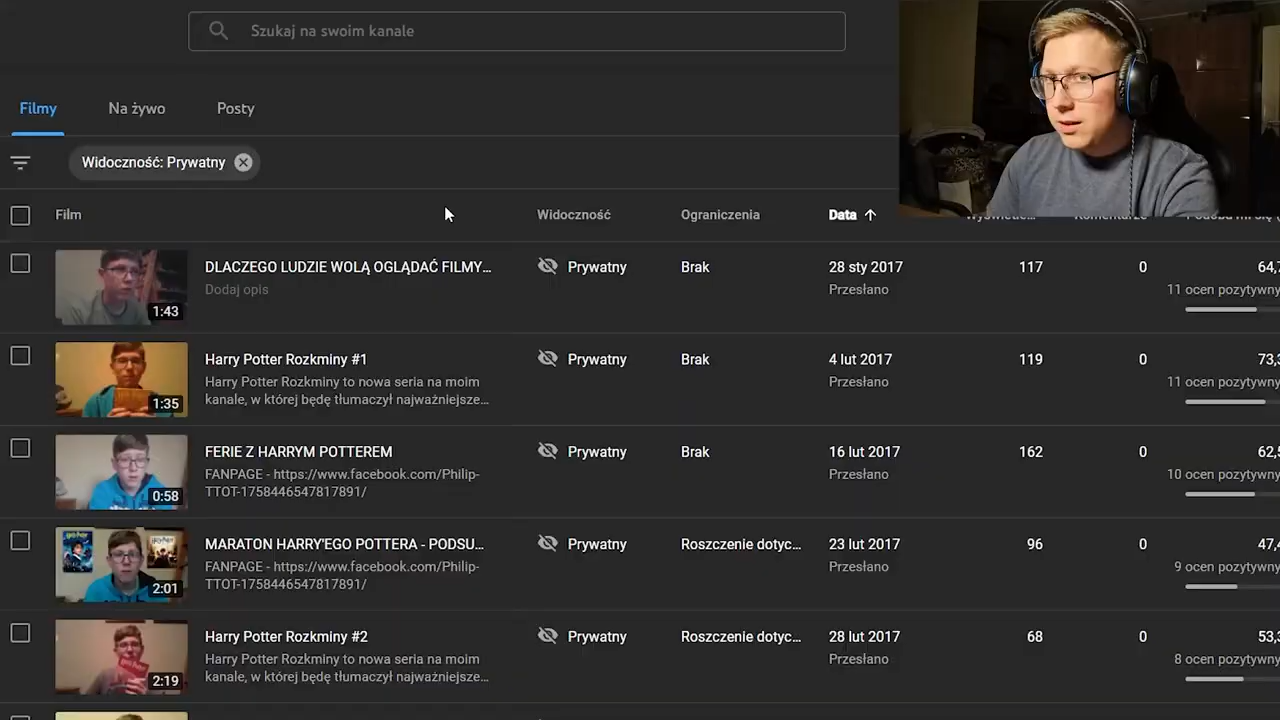 Szukaj na swoim kanale
Filmy Na żywo Posty
Widoczność: Prywatny
Film Widoczność Ograniczenia Data
DLACZEGO LUDZIE WOLĄ OGLĄDAĆ FILMY… Prywatny Brak 28 sty 2017 117 0 64,
Dodaj opis Przesłano 11 ocen pozytywny
1:43
Harry Potter Rozkminy #1 Prywatny Brak 4 lut 2017 119 0 73,
Harry Potter Rozkminy to nowa seria na moim Przesłano 11 ocen pozytywny
kanale, w której będę tłumaczył najważniejsze…
1:35
FERIE Z HARRYM POTTEREM Prywatny Brak 16 lut 2017 162 0 62,
FANPAGE - https://www.facebook.com/Philip- Przesłano 10 ocen pozytywny
TTOT-1758446547817891/
0:58
MARATON HARRY'EGO POTTERA - PODSU… Prywatny Roszczenie dotyc… 23 lut 2017 96 0 47,
FANPAGE - https://www.facebook.com/Philip- Przesłano 9 ocen pozytywny
TTOT-1758446547817891/
2:01
Harry Potter Rozkminy #2 Prywatny Roszczenie dotyc… 28 lut 2017 68 0 53,
Harry Potter Rozkminy to nowa seria na moim Przesłano 8 ocen pozytywny
kanale, w której będę tłumaczył najważniejsze…
2:19